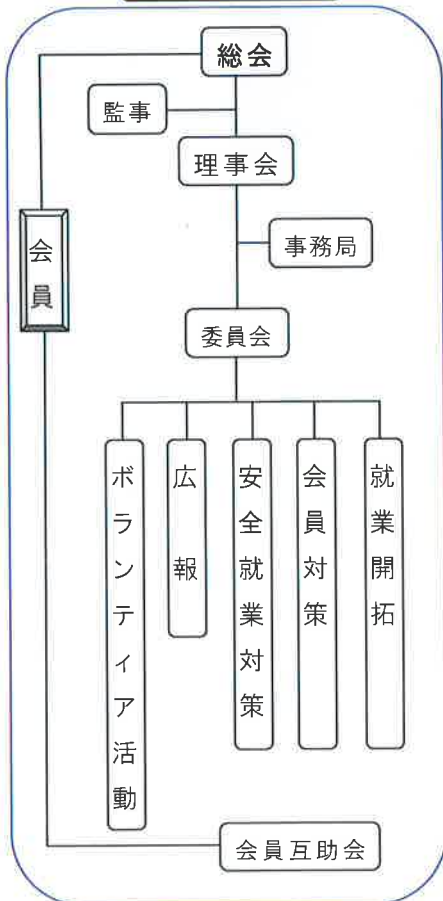 総会
監事
理事会
会員
事務局
委員会
ボランティア活動
広報
安全就業対策
会員対策
就業開拓
会員互助会